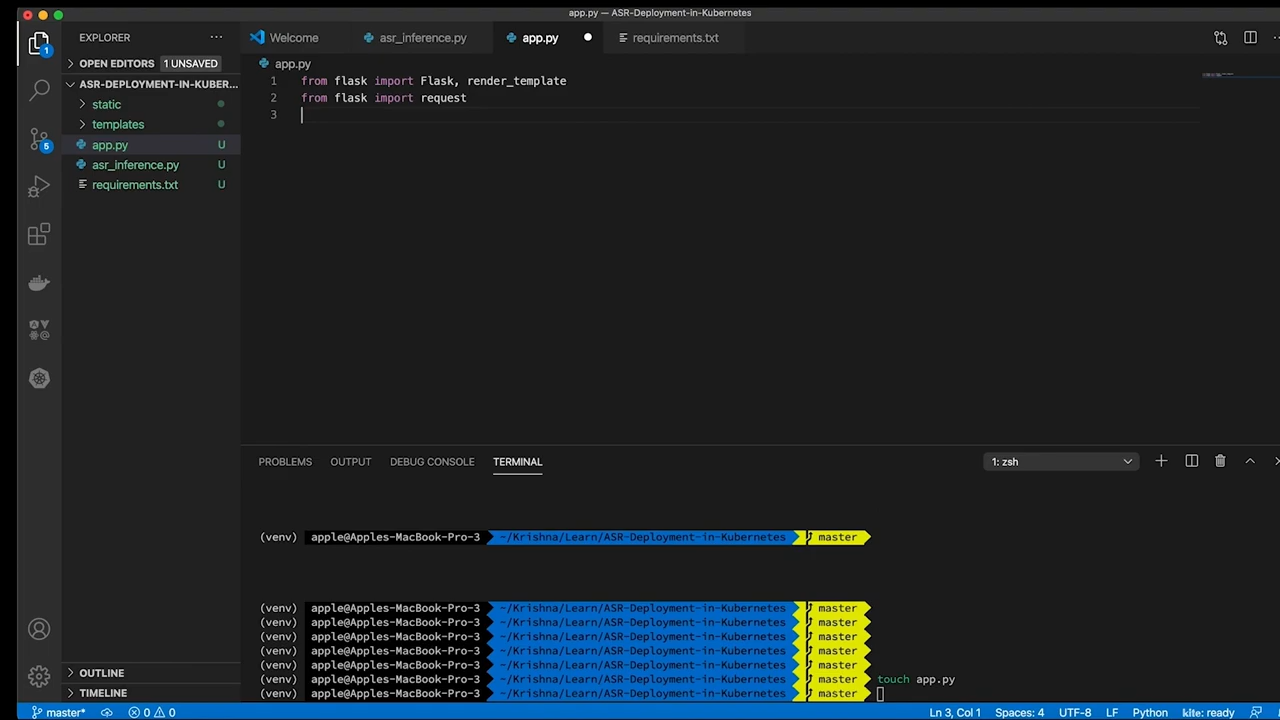 app.py — ASR-Deployment-in-Kubernetes
EXPLORER ···
Welcome asr_inference.py app.py requirements.txt
1
OPEN EDITORS 1 UNSAVED
ASR-DEPLOYMENT-IN-KUBER...
static
templates
app.py U
asr_inference.py U
requirements.txt U
5
app.py
1 from flask import Flask, render_template
2 from flask import request
3
PROBLEMS OUTPUT DEBUG CONSOLE TERMINAL
1: zsh
(venv) apple@Apples-MacBook-Pro-3 ~/Krishna/Learn/ASR-Deployment-in-Kubernetes master
(venv) apple@Apples-MacBook-Pro-3 ~/Krishna/Learn/ASR-Deployment-in-Kubernetes master
(venv) apple@Apples-MacBook-Pro-3 ~/Krishna/Learn/ASR-Deployment-in-Kubernetes master
(venv) apple@Apples-MacBook-Pro-3 ~/Krishna/Learn/ASR-Deployment-in-Kubernetes master
(venv) apple@Apples-MacBook-Pro-3 ~/Krishna/Learn/ASR-Deployment-in-Kubernetes master
(venv) apple@Apples-MacBook-Pro-3 ~/Krishna/Learn/ASR-Deployment-in-Kubernetes master
(venv) apple@Apples-MacBook-Pro-3 ~/Krishna/Learn/ASR-Deployment-in-Kubernetes master touch app.py
(venv) apple@Apples-MacBook-Pro-3 ~/Krishna/Learn/ASR-Deployment-in-Kubernetes master
OUTLINE
TIMELINE
master* 0 0 Ln 3, Col 1 Spaces: 4 UTF-8 LF Python kite: ready